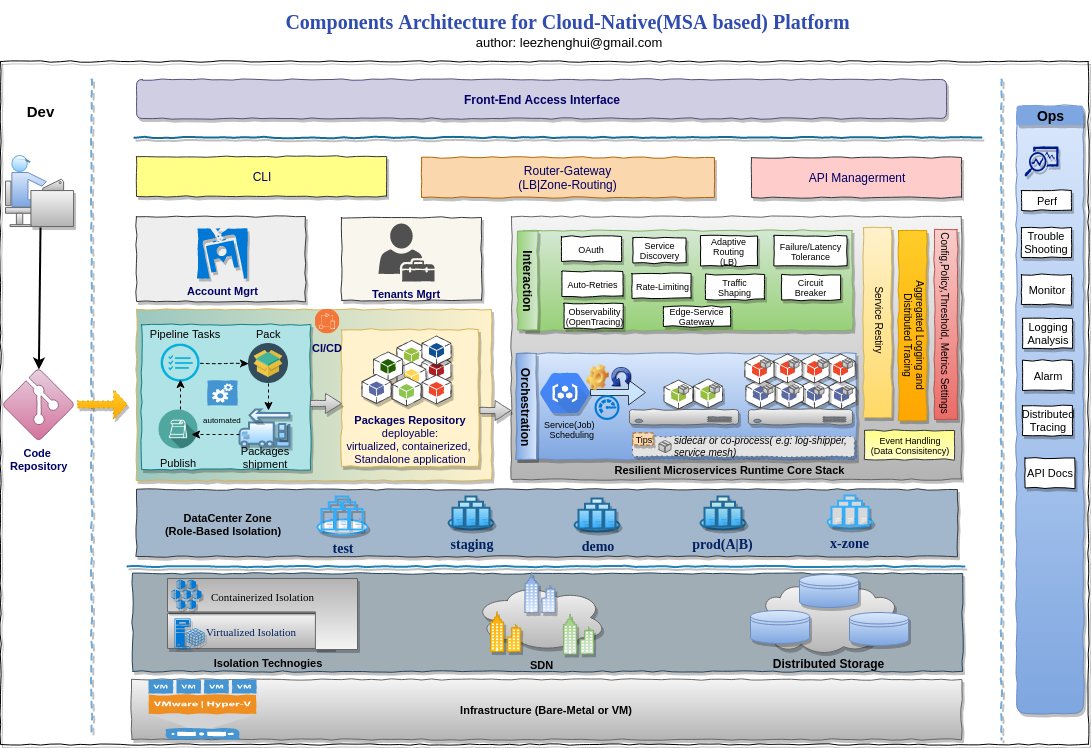 Components Architecture for Cloud-Native(MSA based) Platform
author: leezhenghui@gmail.com
Dev
Code
Repository
Front-End Access Interface
CLI
Router-Gateway
(LB|Zone-Routing)
API Managerment
Account Mgrt
Tenants Mgrt
CI/CD
Pipeline Tasks
Pack
automated
Publish
Packages
shipment
Packages Repository
deployable:
virtualized, containerized,
Standalone application
Interaction
OAuth
Service
Discovery
Adaptive
Routing
(LB)
Failure/Latency
Tolerance
Auto-Retries
Rate-Limiting
Traffic
Shaping
Circuit
Breaker
Observability
(OpenTracing)
Edge-Service
Gateway
Orchestration
Service(Job)
Scheduling
Tips
sidecar or co-process( e.g: log-shipper,
service mesh)
Service Restiry
Aggregated Logging and
Distributed Tracing
Config,Policy,Threshold, Metrics Settings
Event Handling
(Data Consisitency)
Resilient Microservices Runtime Core Stack
DataCenter Zone
(Role-Based Isolation)
test
staging
demo
prod(A|B)
x-zone
Containerized Isolation
Virtualized Isolation
Isolation Technogies
SDN
Distributed Storage
VM VM VM VM
VMware | Hyper-V
Infrastructure (Bare-Metal or VM)
Ops
Perf
Trouble
Shooting
Monitor
Logging
Analysis
Alarm
Distributed
Tracing
API Docs